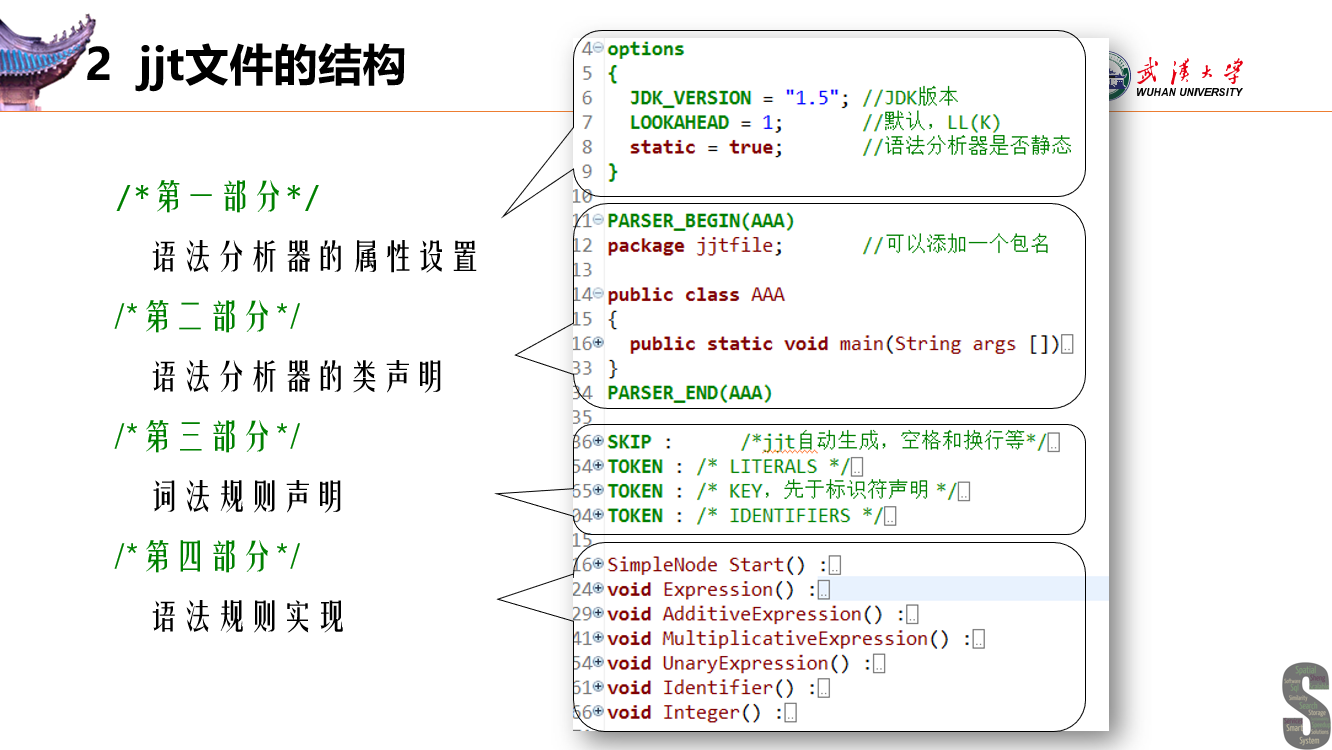 2 jjt文件的结构
武汉大学
WUHAN UNIVERSITY
/*第一部分*/
语法分析器的属性设置
/*第二部分*/
语法分析器的类声明
/*第三部分*/
词法规则声明
/*第四部分*/
语法规则实现
4 options
5 {
6 JDK_VERSION = "1.5"; //JDK版本
7 LOOKAHEAD = 1; //默认，LL(K)
8 static = true; //语法分析器是否静态
9 }
10
11 PARSER_BEGIN(AAA)
12 package jjtfile; //可以添加一个包名
13
14 public class AAA
15 {
16 public static void main(String args [])
33 }
34 PARSER_END(AAA)
35
36 SKIP : /*jjt自动生成，空格和换行等*/
54 TOKEN : /* LITERALS */
65 TOKEN : /* KEY，先于标识符声明 */
04 TOKEN : /* IDENTIFIERS */
15
16 SimpleNode Start() :
24 void Expression() :
29 void AdditiveExpression() :
41 void MultiplicativeExpression() :
54 void UnaryExpression() :
61 void Identifier() :
66 void Integer() :
Spatial
Software
Search
Storage
Smart
System